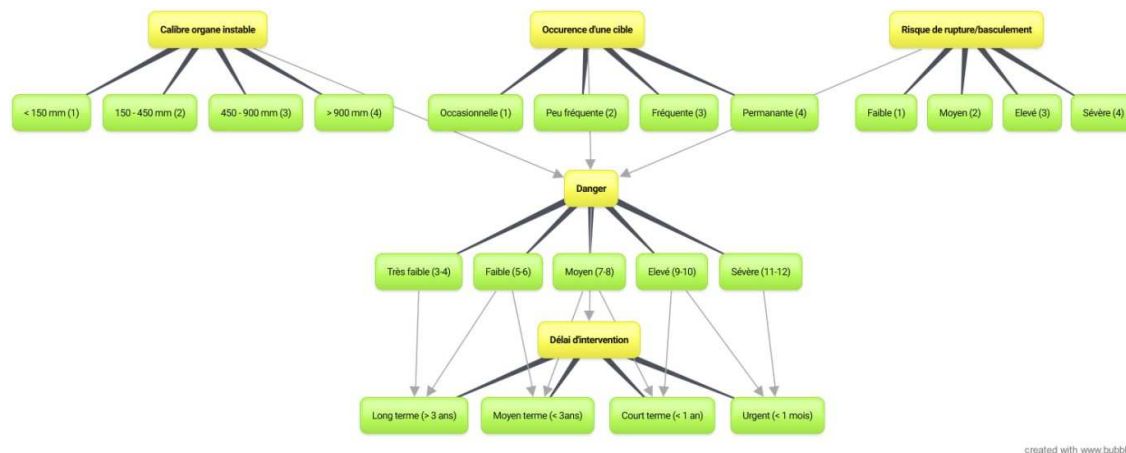 Calibre organe instable
Occurence d'une cible
Risque de rupture/basculement
< 150 mm (1)
150 - 450 mm (2)
450 - 900 mm (3)
> 900 mm (4)
Occasionnelle (1)
Peu fréquente (2)
Fréquente (3)
Permanante (4)
Faible (1)
Moyen (2)
Elevé (3)
Sévère (4)
Danger
Très faible (3-4)
Faible (5-6)
Moyen (7-8)
Elevé (9-10)
Sévère (11-12)
Délai d'intervention
Long terme (> 3 ans)
Moyen terme (< 3ans)
Court terme (< 1 an)
Urgent (< 1 mois)
created with www.bubbl